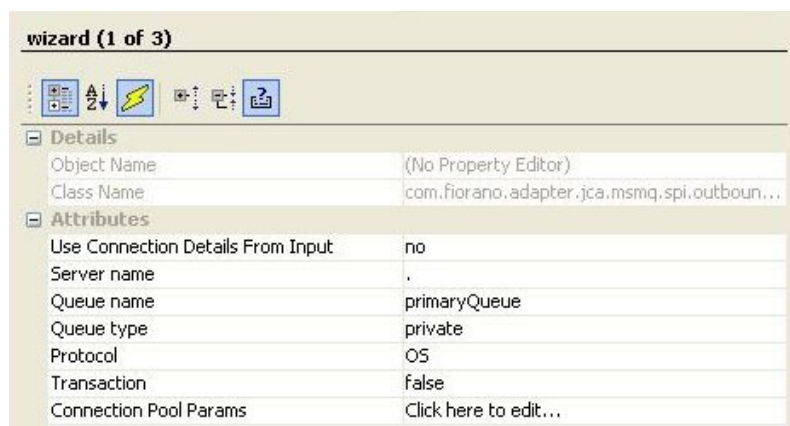 wizard (1 of 3)
Details
Object Name (No Property Editor)
Class Name com.fiorano.adapter.jca.msmq.spi.outboun...
Attributes
Use Connection Details From Input no
Server name .
Queue name primaryQueue
Queue type private
Protocol OS
Transaction false
Connection Pool Params Click here to edit...